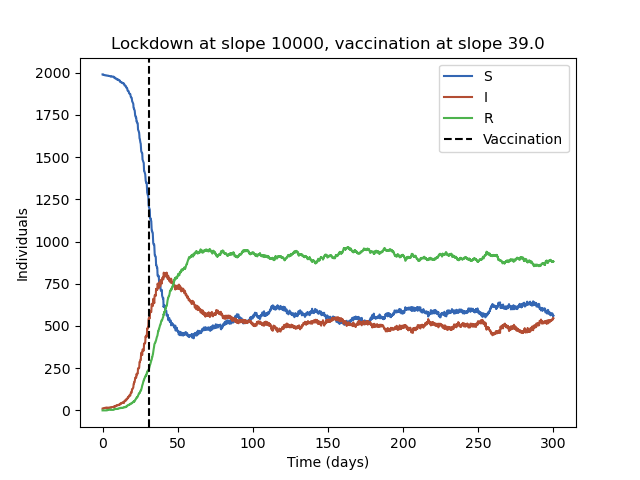 Lockdown at slope 10000, vaccination at slope 39.0
S
I
R
Vaccination
2000
1750
1500
1250
1000
750
500
250
0
Individuals
0 50 100 150 200 250 300
Time (days)